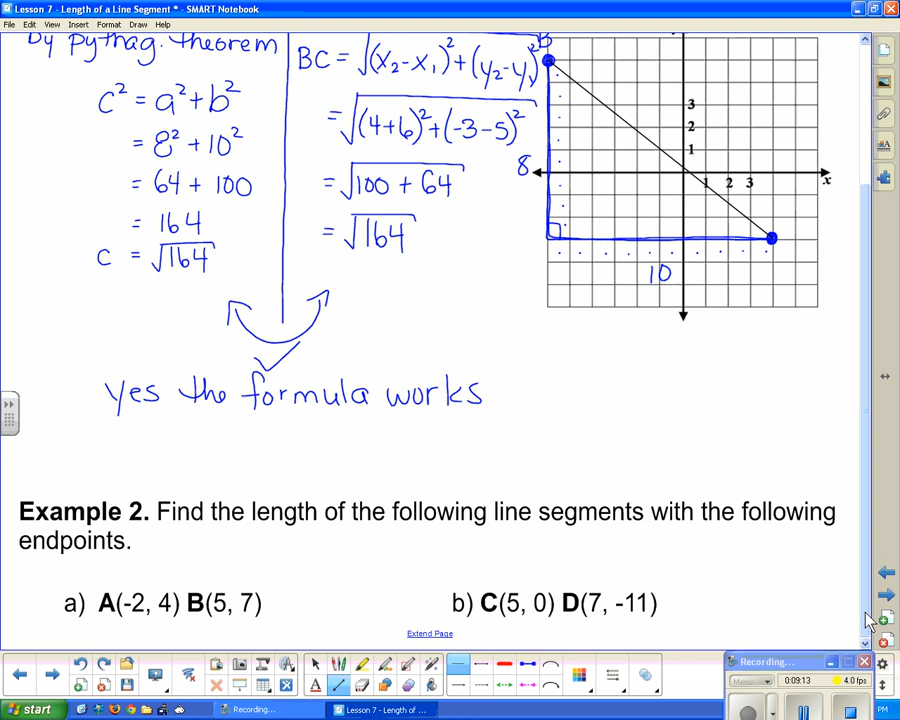 Lesson 7 - Length of a Line Segment * - SMART Notebook
File Edit View Insert Format Draw Help
By Pythag. Theorem
c² = a² + b²
= 8² + 10²
= 64 + 100
= 164
c = √164
BC = √(x₂-x₁)² + (y₂-y₁)²
= √(4+6)² + (-3-5)²
= √100 + 64
= √164
B
3
2
1
8
1 2 3
x
10
yes the formula works
Example 2. Find the length of the following line segments with the following
endpoints.
a) A(-2, 4) B(5, 7)
b) C(5, 0) D(7, -11)
Extend Page
Recording...
Menu
0:09:13
4.0 fps
start
Recording...
Lesson 7 - Length of ...
PM